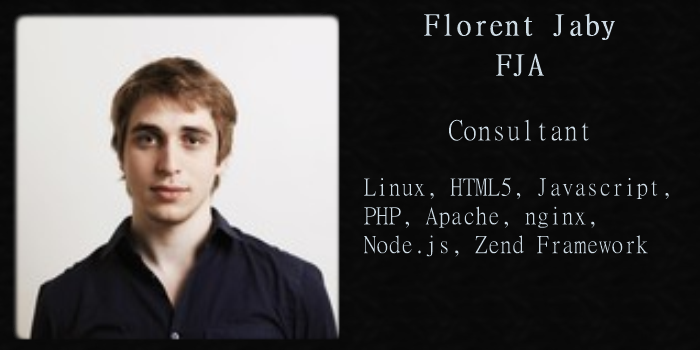 Florent Jaby
FJA
Consultant
Linux, HTML5, Javascript,
PHP, Apache, nginx,
Node.js, Zend Framework